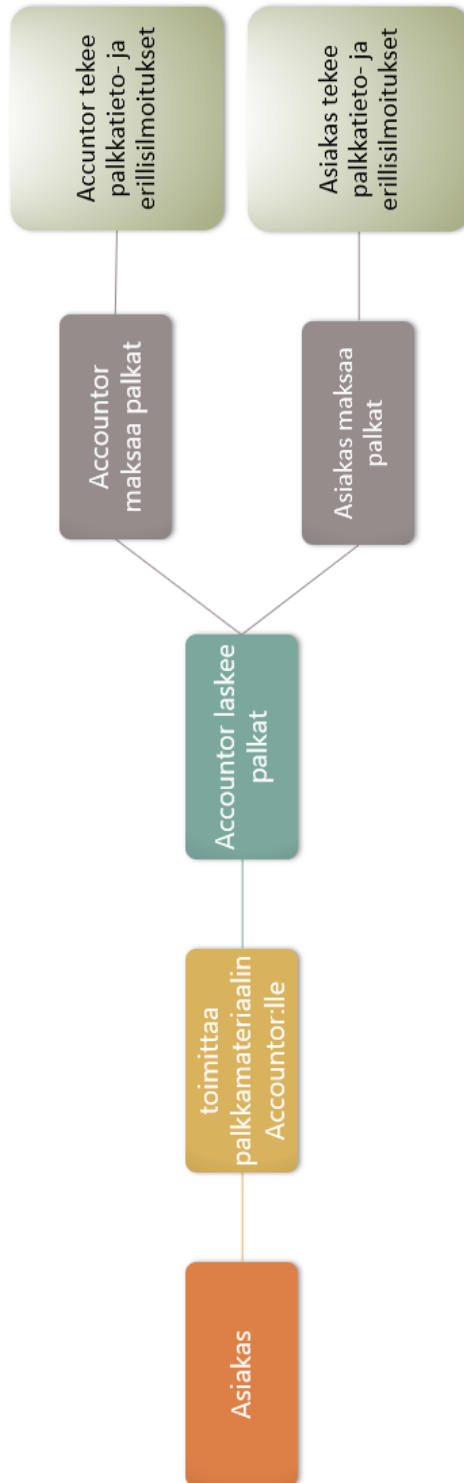 Asiakas
toimittaa
palkkamateriaalin
Accountor:lle
Accountor laskee
palkat
Accountor
maksaa palkat
Accuntor tekee
palkkatieto- ja
erillisilmoitukset
Asiakas maksaa
palkat
Asiakas tekee
palkkatieto- ja
erillisilmoitukset